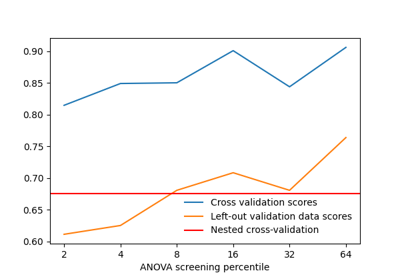 0.90
0.85
0.80
0.75
0.70
0.65
0.60
Cross validation scores
Left-out validation data scores
Nested cross-validation
2 4 8 16 32 64
ANOVA screening percentile